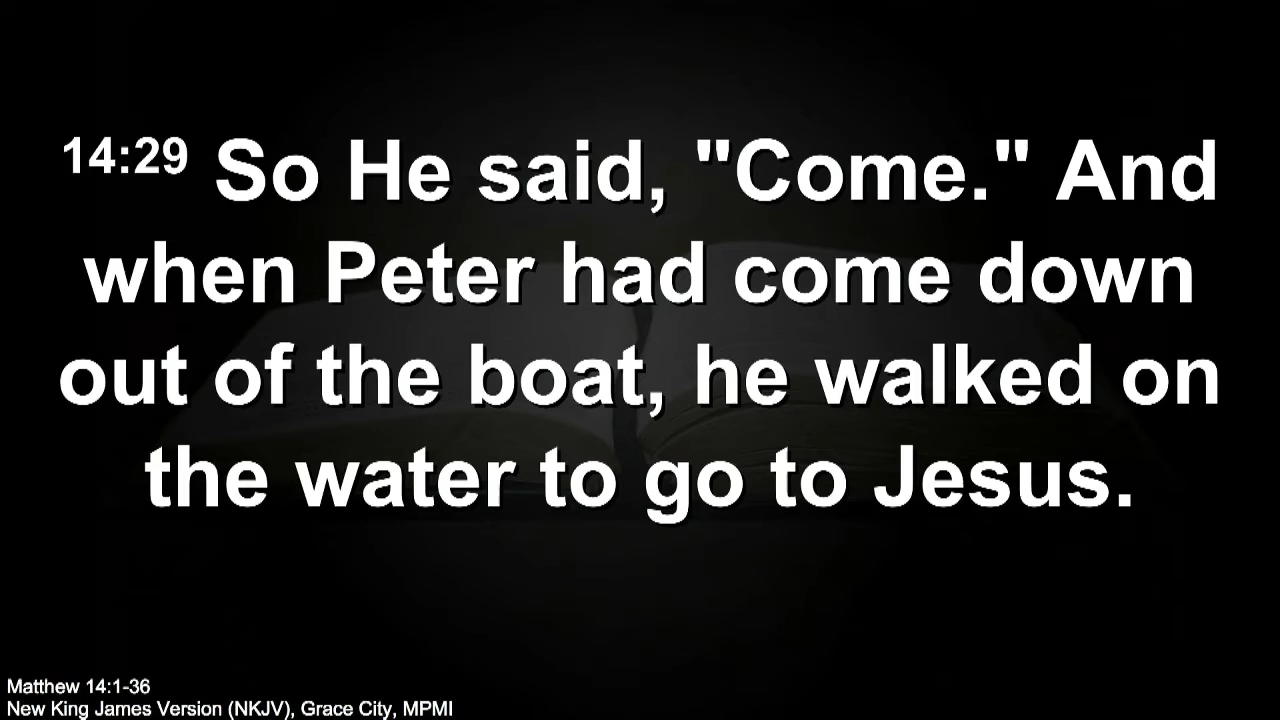 14:29 So He said, "Come." And
when Peter had come down
out of the boat, he walked on
the water to go to Jesus.
Matthew 14:1-36
New King James Version (NKJV), Grace City, MPMI